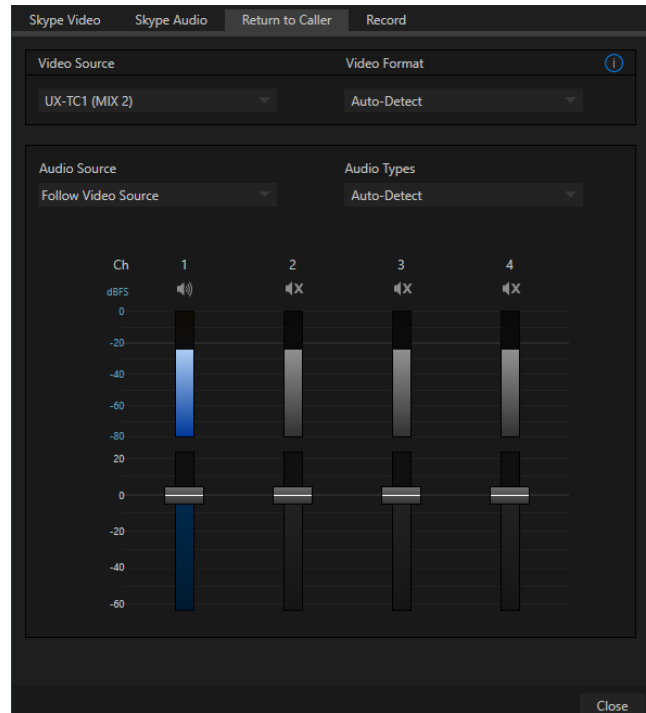 Skype Video Skype Audio Return to Caller Record
Video Source Video Format
UX-TC1 (MIX 2) Auto-Detect
Audio Source Audio Types
Follow Video Source Auto-Detect
Ch 1 2 3 4
dBFS
0
-20
-40
-60
-80
20
0
-20
-40
-60
Close